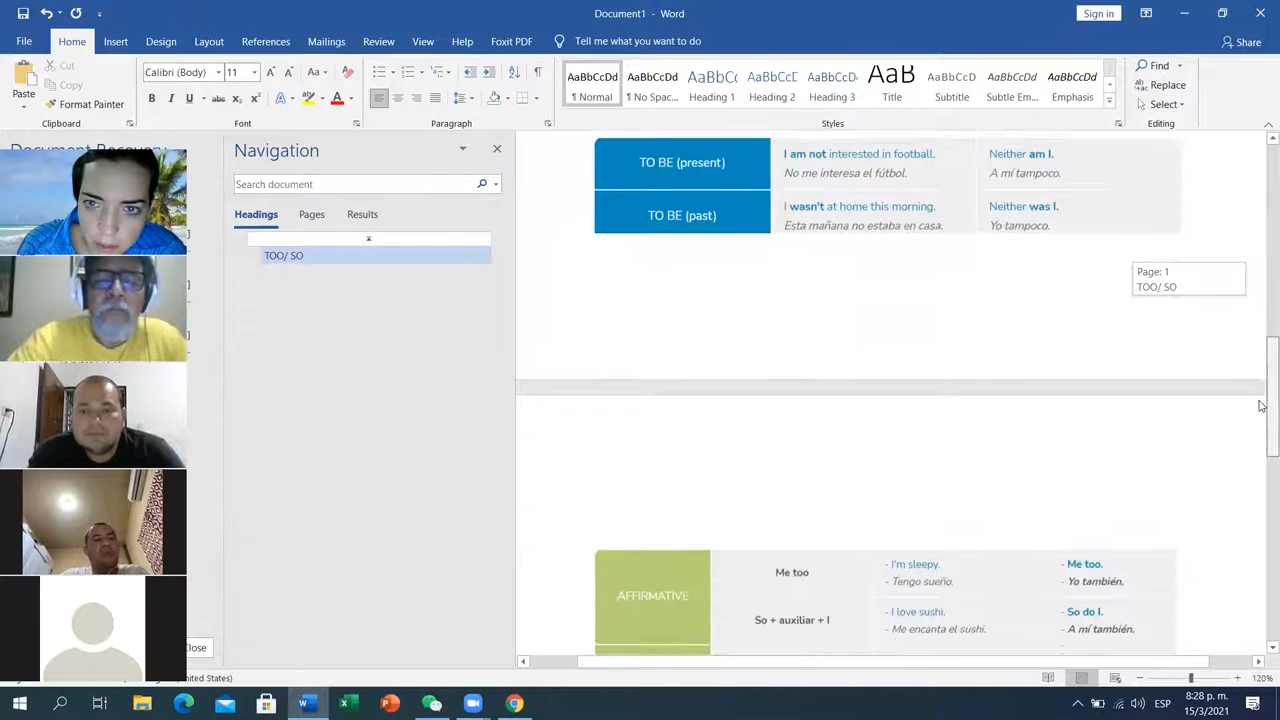 Document1 - Word
Sign in
File Home Insert Design Layout References Mailings Review View Help Foxit PDF Tell me what you want to do
Share
Paste
Cut
Copy
Format Painter
Calibri (Body) 11
Clipboard
Font
Paragraph
AaBbCcDd AaBbCcDd AaBbC AaBbCcD AaBbCcD AaB AaBbCcD AaBbCcDd AaBbCcDd
¶ Normal ¶ No Spac... Heading 1 Heading 2 Heading 3 Title Subtitle Subtle Em... Emphasis
Styles
Find
Replace
Select
Editing
Document Recovery
Navigation
Search document
Headings Pages Results
TOO/ SO
TO BE (present)
I am not interested in football.
No me interesa el fútbol.
Neither am I.
A mí tampoco.
TO BE (past)
I wasn't at home this morning.
Esta mañana no estaba en casa.
Neither was I.
Yo tampoco.
Page: 1
TOO/ SO
AFFIRMATIVE
Me too
- I'm sleepy.
- Tengo sueño.
- Me too.
- Yo también.
So + auxiliar + I
- I love sushi.
- Me encanta el sushi.
- So do I.
- A mí también.
Close
(United States)
120%
ESP
8:28 p. m.
15/3/2021